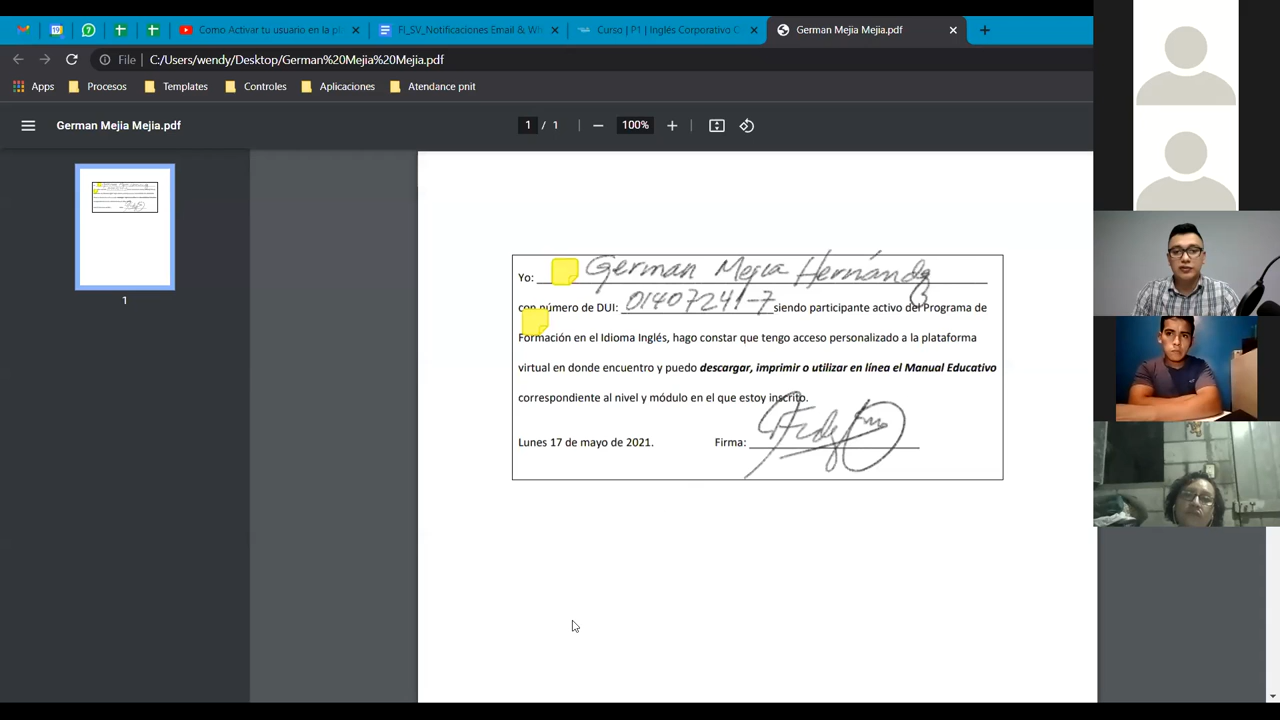 Como Activar tu usuario en la pl
FI_SV_Notificaciones Email & Wh
Curso | P1 | Inglés Corporativo C
German Mejia Mejia.pdf
File
C:/Users/wendy/Desktop/German%20Mejia%20Mejia.pdf
Apps
Procesos
Templates
Controles
Aplicaciones
Atendance pnit
German Mejia Mejia.pdf
1 / 1
100%
1
Yo: German Mejia Hernández
con número de DUI: 01407241-7 siendo participante activo del Programa de
Formación en el Idioma Inglés, hago constar que tengo acceso personalizado a la plataforma
virtual en donde encuentro y puedo descargar, imprimir o utilizar en línea el Manual Educativo
correspondiente al nivel y módulo en el que estoy inscrito.
Lunes 17 de mayo de 2021. Firma: